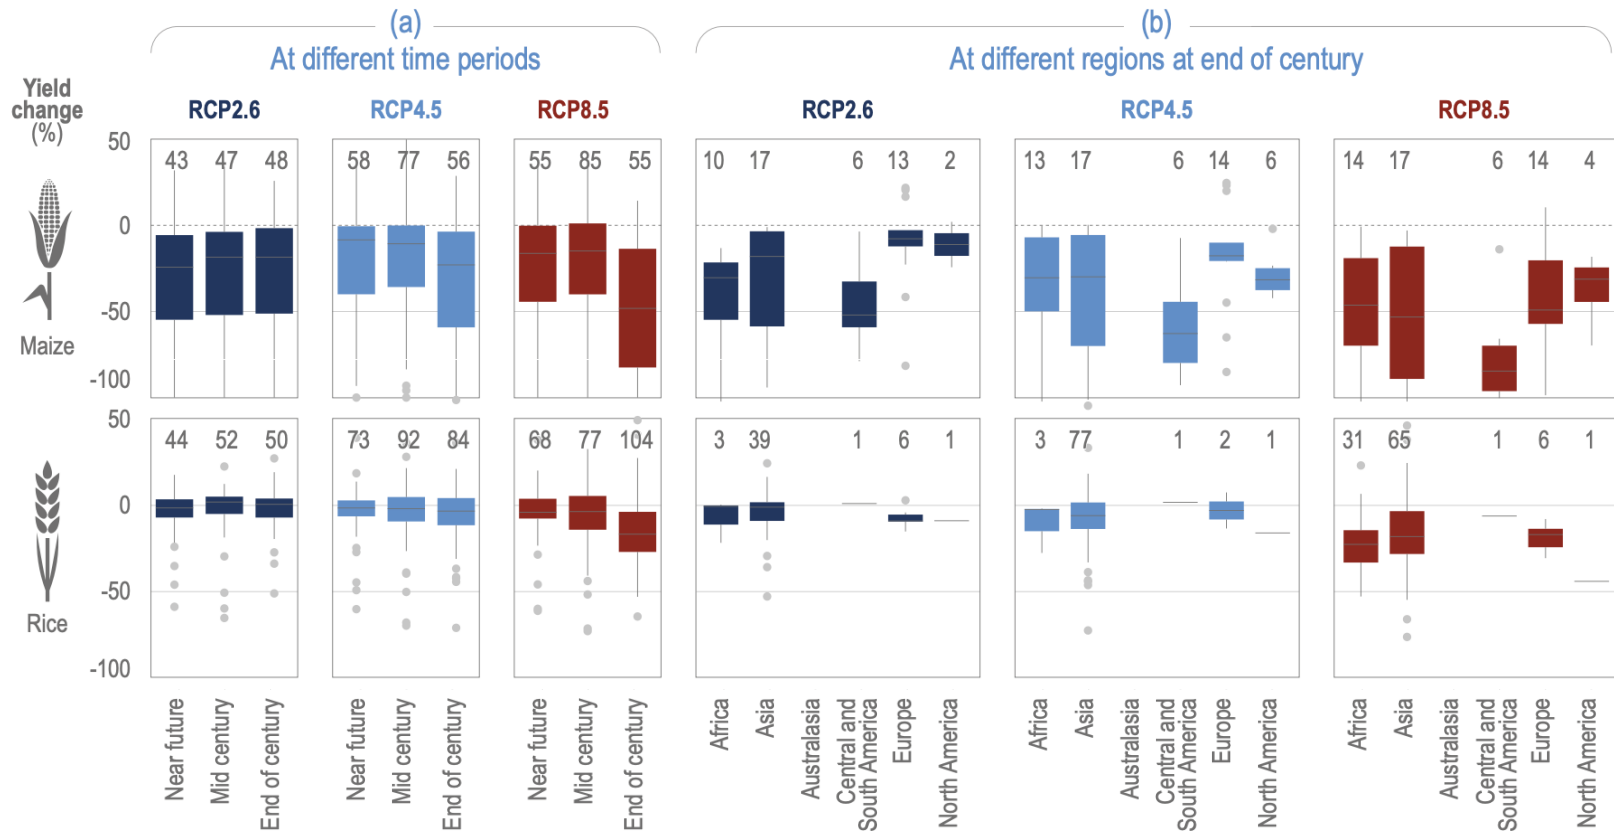 (a)
At different time periods
(b)
At different regions at end of century
Yield
change
(%)
RCP2.6
RCP4.5
RCP8.5
RCP2.6
RCP4.5
RCP8.5
50
0
-50
-100
Maize
43 47 48
58 77 56
55 85 55
10 17 6 13 2
13 17 6 14 6
14 17 6 14 4
50
0
-50
-100
Rice
44 52 50
73 92 84
68 77 104
3 39 1 6 1
3 77 1 2 1
31 65 1 6 1
Near future
Mid century
End of century
Near future
Mid century
End of century
Near future
Mid century
End of century
Africa
Asia
Australasia
Central and
South America
Europe
North America
Africa
Asia
Australasia
Central and
South America
Europe
North America
Africa
Asia
Australasia
Central and
South America
Europe
North America